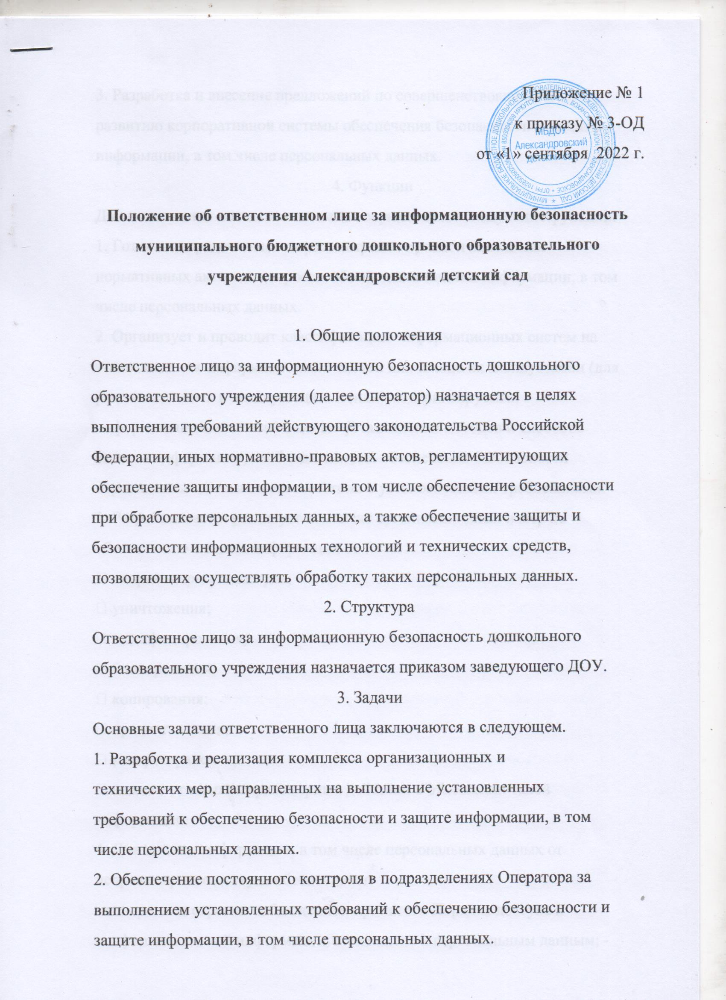 Приложение № 1
к приказу № 3-ОД
от «1» сентября 2022 г.
МБДОУ
Александровский
детский сад
Положение об ответственном лице за информационную безопасность
муниципального бюджетного дошкольного образовательного
учреждения Александровский детский сад
1. Общие положения
Ответственное лицо за информационную безопасность дошкольного
образовательного учреждения (далее Оператор) назначается в целях
выполнения требований действующего законодательства Российской
Федерации, иных нормативно-правовых актов, регламентирующих
обеспечение защиты информации, в том числе обеспечение безопасности
при обработке персональных данных, а также обеспечение защиты и
безопасности информационных технологий и технических средств,
позволяющих осуществлять обработку таких персональных данных.
2. Структура
Ответственное лицо за информационную безопасность дошкольного
образовательного учреждения назначается приказом заведующего ДОУ.
3. Задачи
Основные задачи ответственного лица заключаются в следующем.
1. Разработка и реализация комплекса организационных и
технических мер, направленных на выполнение установленных
требований к обеспечению безопасности и защите информации, в том
числе персональных данных.
2. Обеспечение постоянного контроля в подразделениях Оператора за
выполнением установленных требований к обеспечению безопасности и
защите информации, в том числе персональных данных.